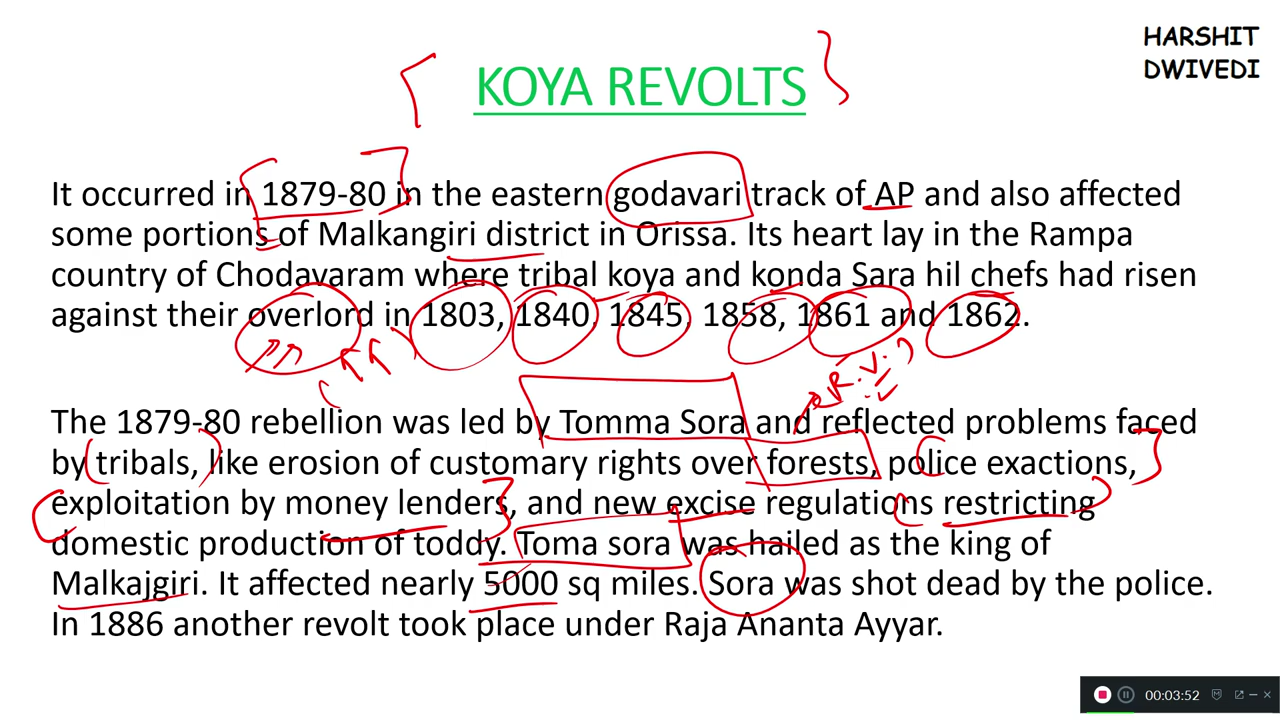 HARSHIT
DWIVEDI
KOYA REVOLTS
It occurred in 1879-80 in the eastern godavari track of AP and also affected
some portions of Malkangiri district in Orissa. Its heart lay in the Rampa
country of Chodavaram where tribal koya and konda Sara hil chefs had risen
against their overlord in 1803, 1840, 1845, 1858, 1861 and 1862.
R.V.
The 1879-80 rebellion was led by Tomma Sora and reflected problems faced
by tribals, like erosion of customary rights over forests, police exactions,
exploitation by money lenders, and new excise regulations restricting
domestic production of toddy. Toma sora was hailed as the king of
Malkajgiri. It affected nearly 5000 sq miles. Sora was shot dead by the police.
In 1886 another revolt took place under Raja Ananta Ayyar.
00:03:52